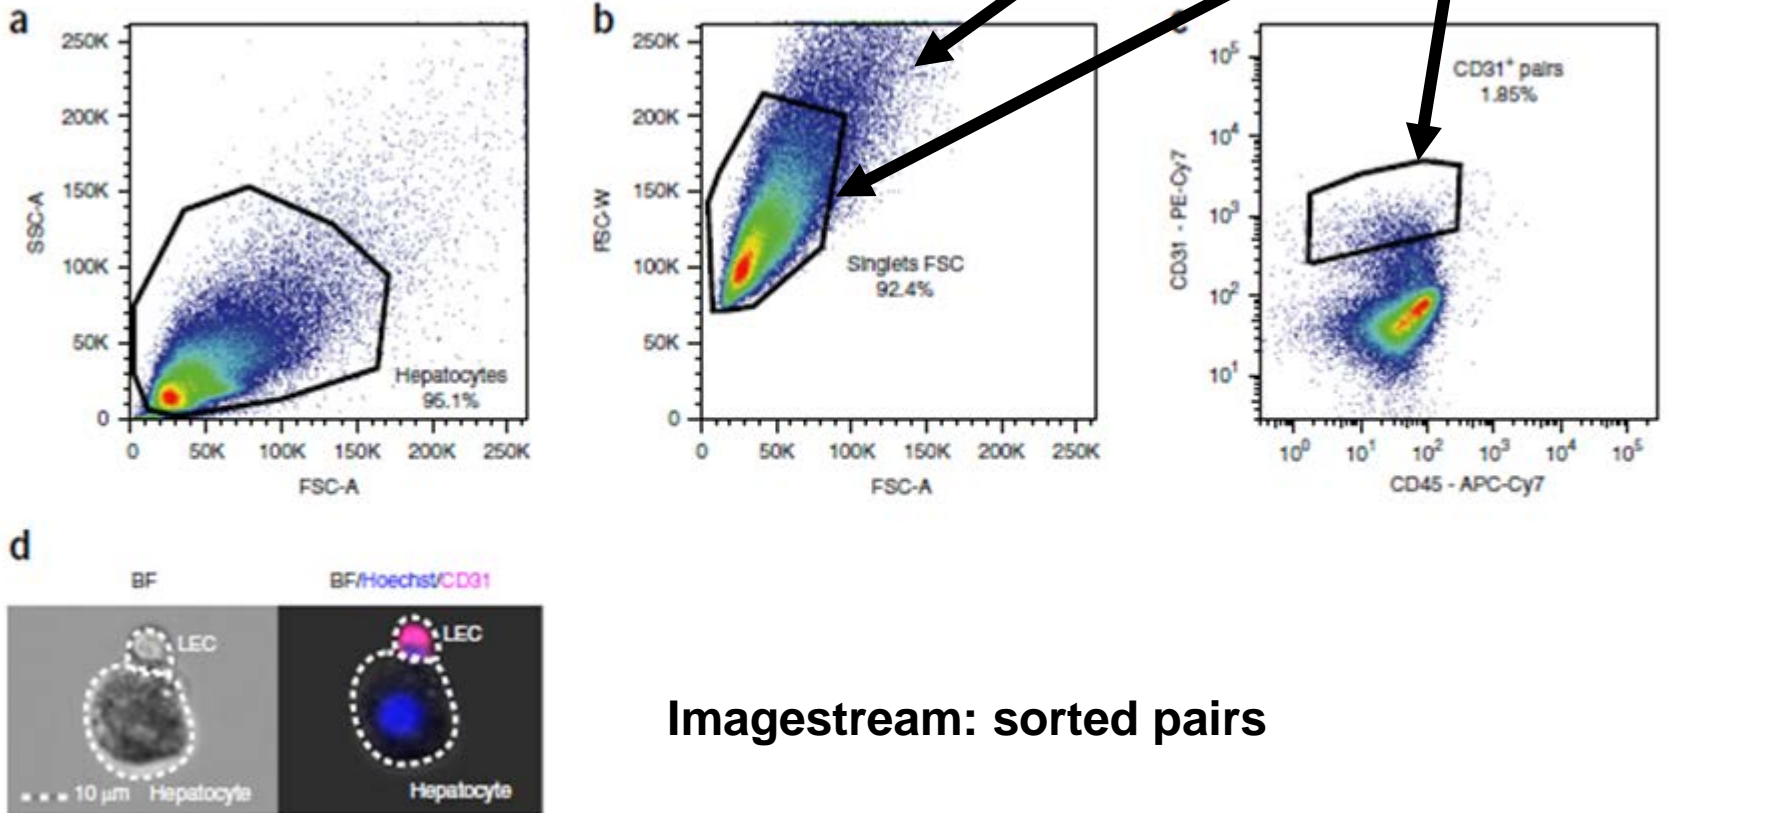 a
250K
200K
150K
100K
50K
0
SSC-A
Hepatocytes
95.1%
0 50K 100K 150K 200K 250K
FSC-A
b
250K
200K
150K
100K
50K
0
FSC-W
Singlets FSC
92.4%
0 50K 100K 150K 200K 250K
FSC-A
c
10⁵
10⁴
10³
10²
10¹
CD31 - PE-Cy7
CD31⁺ pairs
1.85%
10⁰ 10¹ 10² 10³ 10⁴ 10⁵
CD45 - APC-Cy7
d
BF
BF/Hoechst/CD31
LEC
LEC
10 μm Hepatocyte
Hepatocyte
Imagestream: sorted pairs